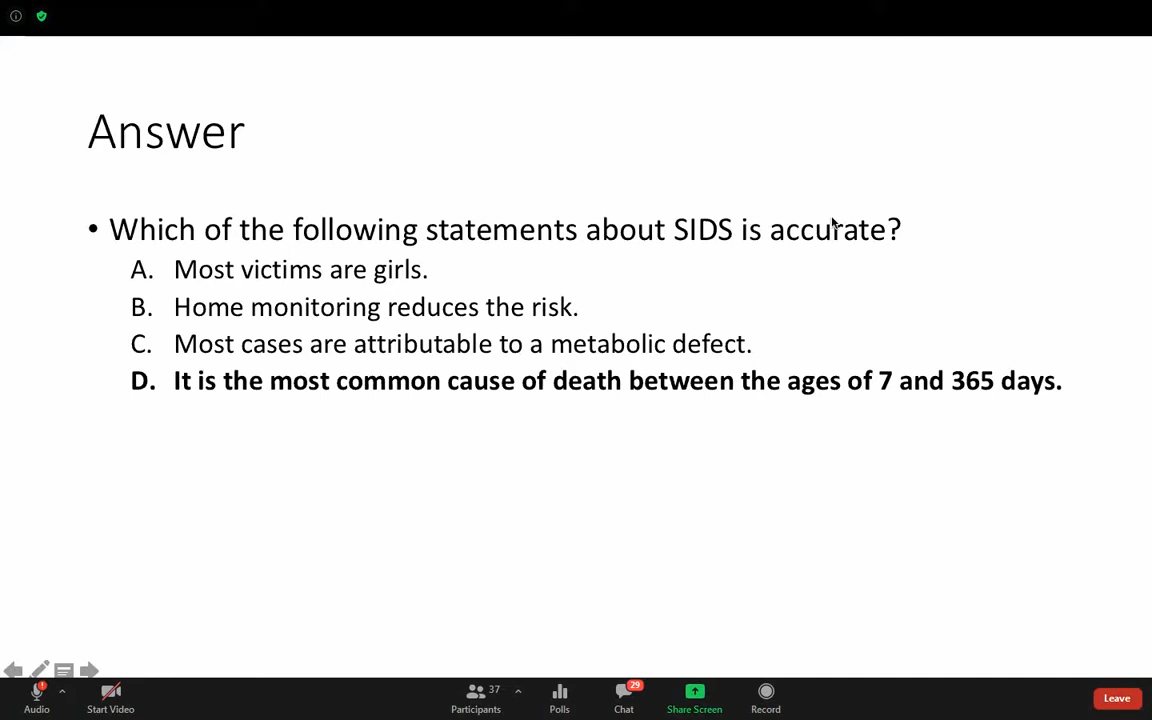 Answer
• Which of the following statements about SIDS is accurate?
A. Most victims are girls.
B. Home monitoring reduces the risk.
C. Most cases are attributable to a metabolic defect.
D. It is the most common cause of death between the ages of 7 and 365 days.
37
29
Audio
Start Video
Participants
Polls
Chat
Share Screen
Record
Leave